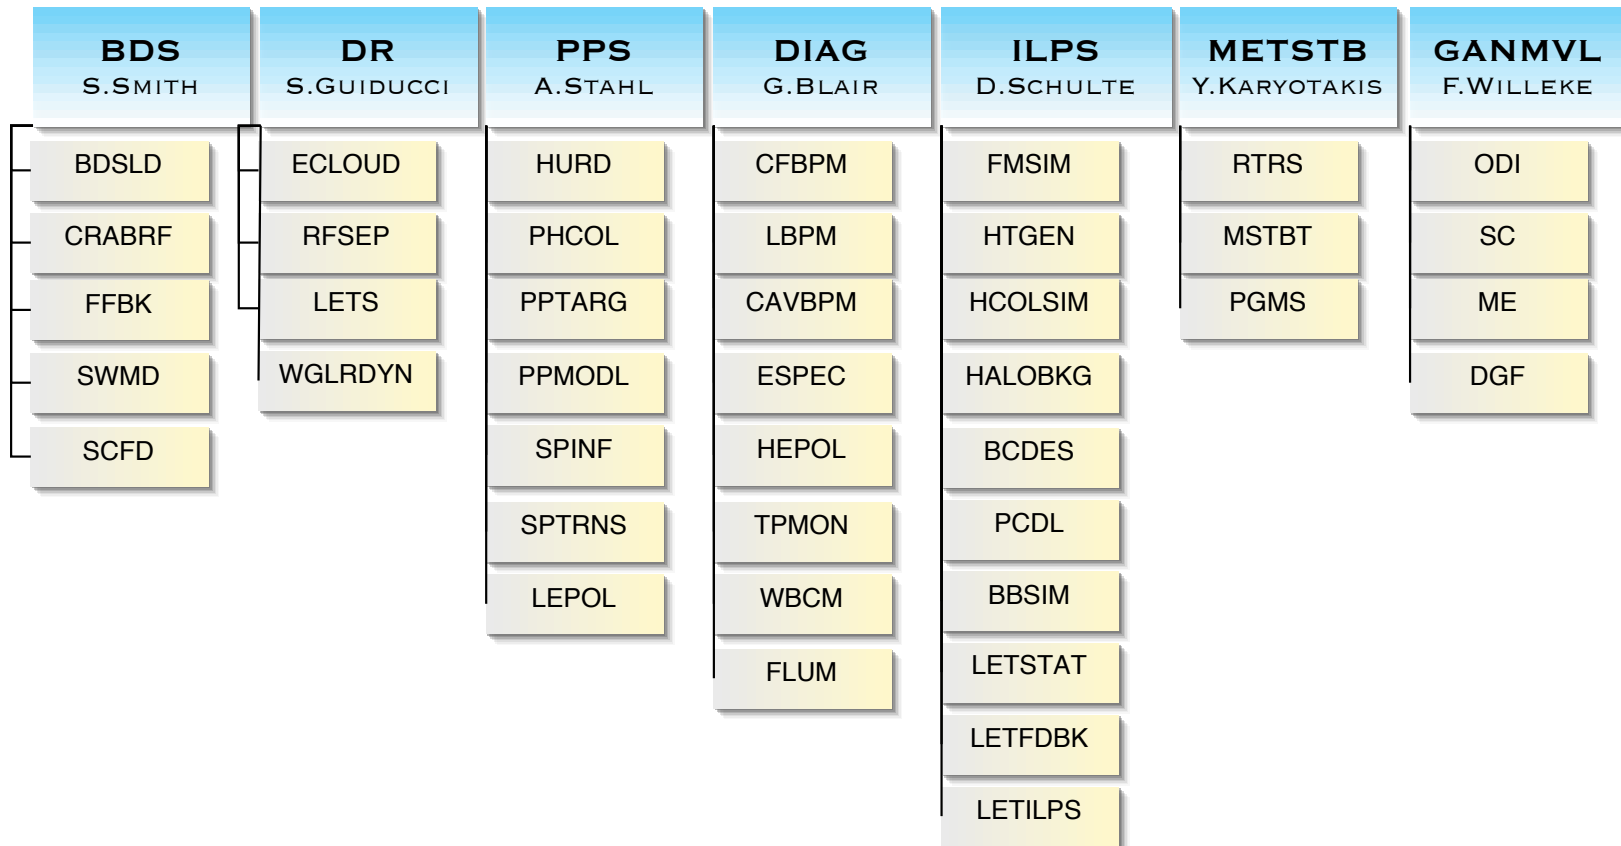 BDS
S.SMITH
BDSLD
CRABRF
FFBK
SWMD
SCFD
DR
S.GUIDUCCI
ECLOUD
RFSEP
LETS
WGLRDYN
PPS
A.STAHL
HURD
PHCOL
PPTARG
PPMODL
SPINF
SPTRNS
LEPOL
DIAG
G.BLAIR
CFBPM
LBPM
CAVBPM
ESPEC
HEPOL
TPMON
WBCM
FLUM
ILPS
D.SCHULTE
FMSIM
HTGEN
HCOLSIM
HALOBKG
BCDES
PCDL
BBSIM
LETSTAT
LETFDBK
LETILPS
METSTB
Y.KARYOTAKIS
RTRS
MSTBT
PGMS
GANMVL
F.WILLEKE
ODI
SC
ME
DGF